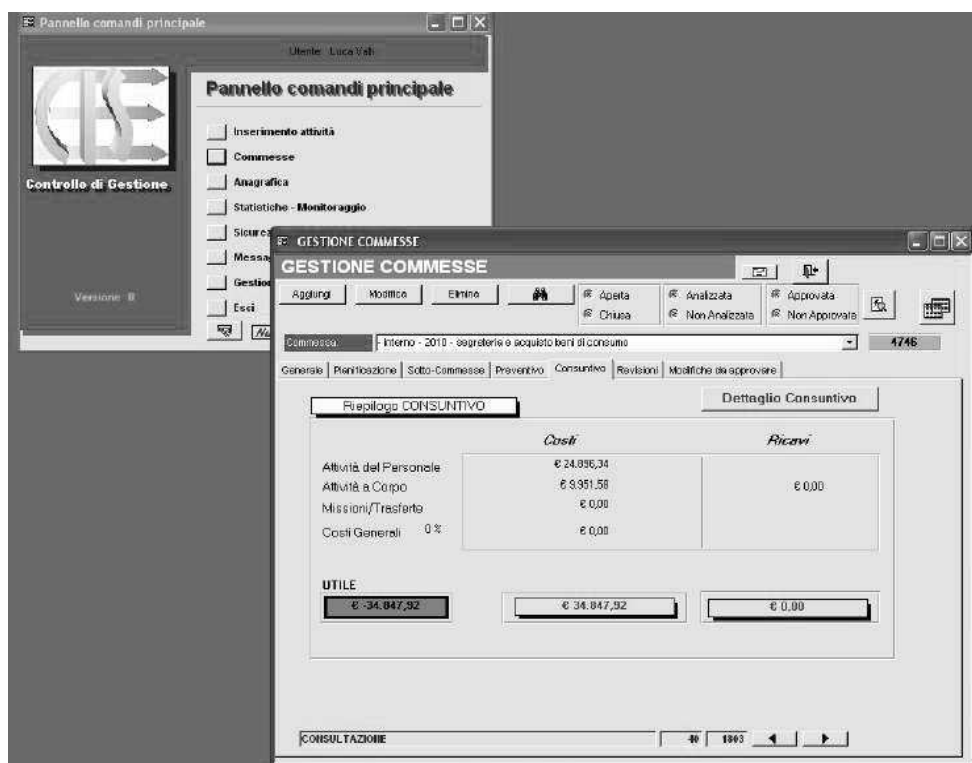 Pannello comandi principale
Utente: Luca Valli
Pannello comandi principale
Inserimento attività
Commesse
Anagrafica
Statistiche - Monitoraggio
Controllo di Gestione
Versione
Esci
GESTIONE COMMESSE
GESTIONE COMMESSE
Aggiungi Modifica Elimina
Aperta Analizzata Approvata
Chiusa Non Analizzata Non Approvata
Commessa - Interno - 2010 - segreteria e acquisto beni di consumo 4746
Generale Pianificazione Sotto-Commesse Preventivo Consuntivo Revisioni Modifiche da approvare
Riepilogo CONSUNTIVO Dettaglio Consuntivo
Costi Ricavi
Attività del Personale € 24.896,34
Attività a Corpo € 9.951,58 € 0,00
Missioni/Trasferte € 0,00
Costi Generali 0 % € 0,00
UTILE
€ -34.847,92 € 34.847,92 € 0,00
CONSULTAZIONE 40 1803